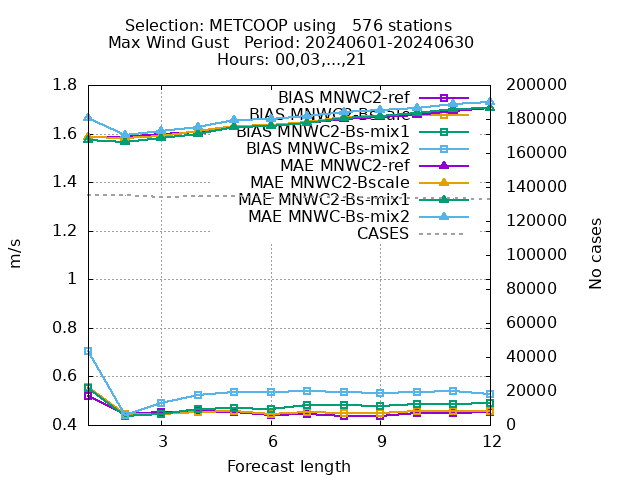 Selection: METCOOP using   576 stations
Max Wind Gust   Period: 20240601-20240630
Hours: 00,03,...,21
1.8
1.6
1.4
1.2
1
0.8
0.6
0.4
200000
180000
160000
140000
120000
100000
80000
60000
40000
20000
0
BIAS MNWC2-ref
BIAS MNWC2-Bscale
BIAS MNWC2-Bs-mix1
BIAS MNWC-Bs-mix2
MAE MNWC2-ref
MAE MNWC2-Bscale
MAE MNWC2-Bs-mix1
MAE MNWC-Bs-mix2
CASES
m/s
No cases
3 6 9 12
Forecast length